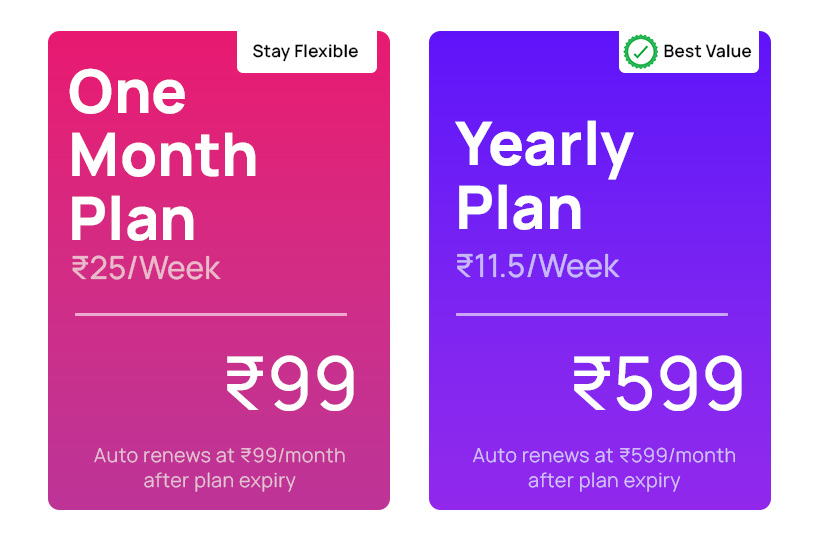 Stay Flexible
One
Month
Plan
₹25/Week
₹99
Auto renews at ₹99/month
after plan expiry
Best Value
Yearly
Plan
₹11.5/Week
₹599
Auto renews at ₹599/month
after plan expiry